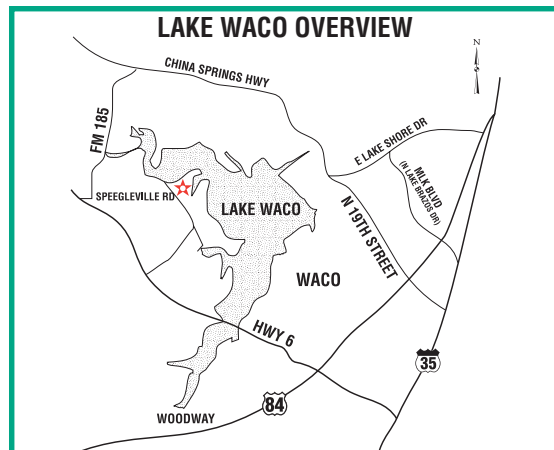 LAKE WACO OVERVIEW
N
CHINA SPRINGS HWY
FM 185
E LAKE SHORE DR
MLK BLVD
(N LAKE BRAZOS DR)
SPEEGLEVILLE RD
LAKE WACO
N 19TH STREET
WACO
HWY 6
35
84
WOODWAY